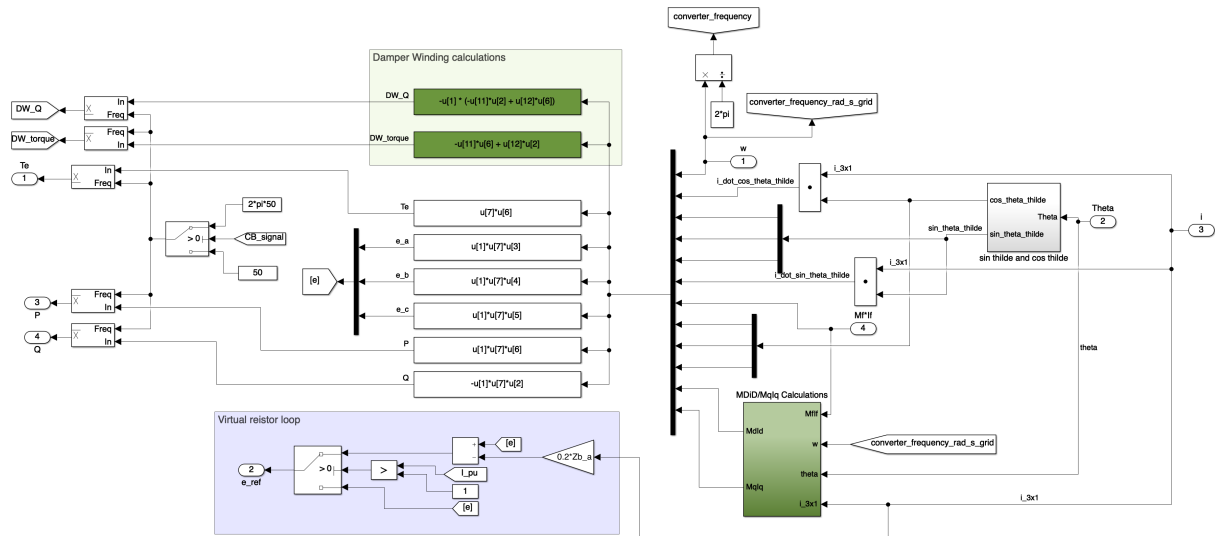 converter_frequency
Damper Winding calculations
× ÷
DW_Q
-u[1] * (-u[11]*u[2] + u[12]*u[6])
In
Freq
DW_Q
2*pi
converter_frequency_rad_s_grid
DW_torque
-u[11]*u[6] + u[12]*u[2]
Freq
In
DW_torque
w
1
Te
1
In
Freq
i_dot_cos_theta_thilde
i_3x1
cos_theta_thilde
Theta
sin_theta_thilde
sin thilde and cos thilde
Theta
2
i
3
2*pi*50
Te
u[7]*u[6]
> 0
CB_signal
sin_theta_thilde
e_a
u[1]*u[7]*u[3]
50
[e]
e_b
u[1]*u[7]*u[4]
i_dot_sin_theta_thilde
i_3x1
e_c
u[1]*u[7]*u[5]
3
P
Freq
In
Mf*If
4
P
u[1]*u[7]*u[6]
4
Q
Freq
In
theta
Q
-u[1]*u[7]*u[2]
MDiD/MqIq Calculations
MfIf
MdId
w
converter_frequency_rad_s_grid
theta
MqIq
i_3x1
i_3x1
Virtual reistor loop
+
−
[e]
0.2*Zb_a
2
e_ref
> 0
>
I_pu
1
[e]